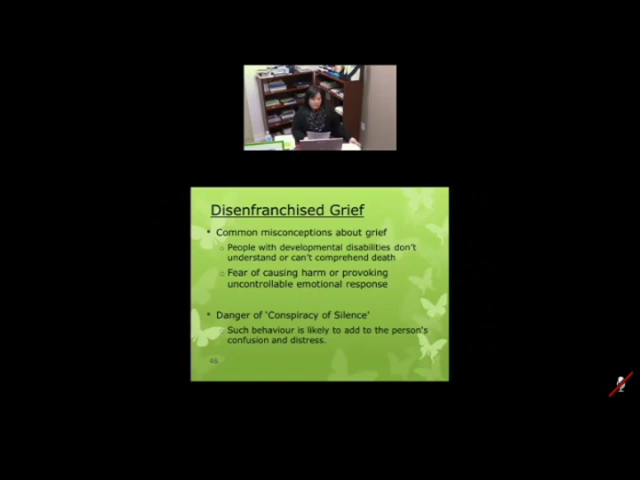 Disenfranchised Grief
• Common misconceptions about grief
People with developmental disabilities don't
understand or can't comprehend death
Fear of causing harm or provoking
uncontrollable emotional response
• Danger of 'Conspiracy of Silence'
Such behaviour is likely to add to the person's
confusion and distress.
46